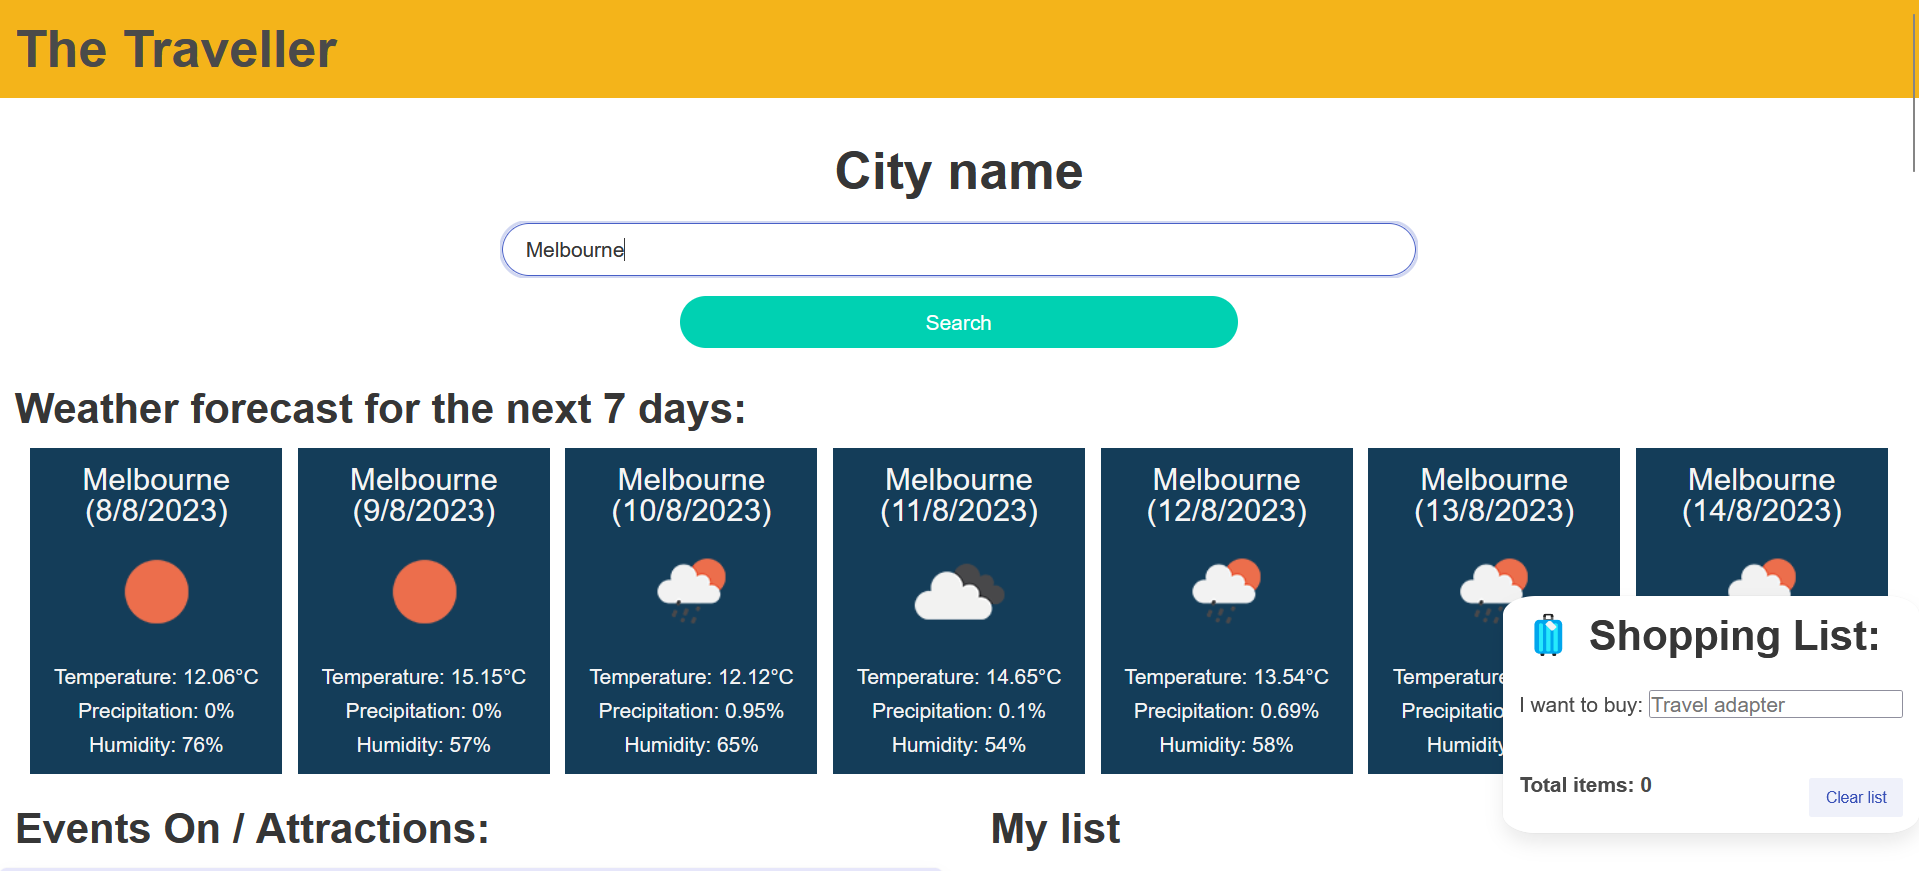 The Traveller
City name
Melbourne
Search
Weather forecast for the next 7 days:
Melbourne
(8/8/2023)
Temperature: 12.06°C
Precipitation: 0%
Humidity: 76%
Melbourne
(9/8/2023)
Temperature: 15.15°C
Precipitation: 0%
Humidity: 57%
Melbourne
(10/8/2023)
Temperature: 12.12°C
Precipitation: 0.95%
Humidity: 65%
Melbourne
(11/8/2023)
Temperature: 14.65°C
Precipitation: 0.1%
Humidity: 54%
Melbourne
(12/8/2023)
Temperature: 13.54°C
Precipitation: 0.69%
Humidity: 58%
Melbourne
(13/8/2023)
Temperature
Precipitatio
Humidity
Melbourne
(14/8/2023)
Shopping List:
I want to buy: Travel adapter
Total items: 0
Clear list
Events On / Attractions:
My list